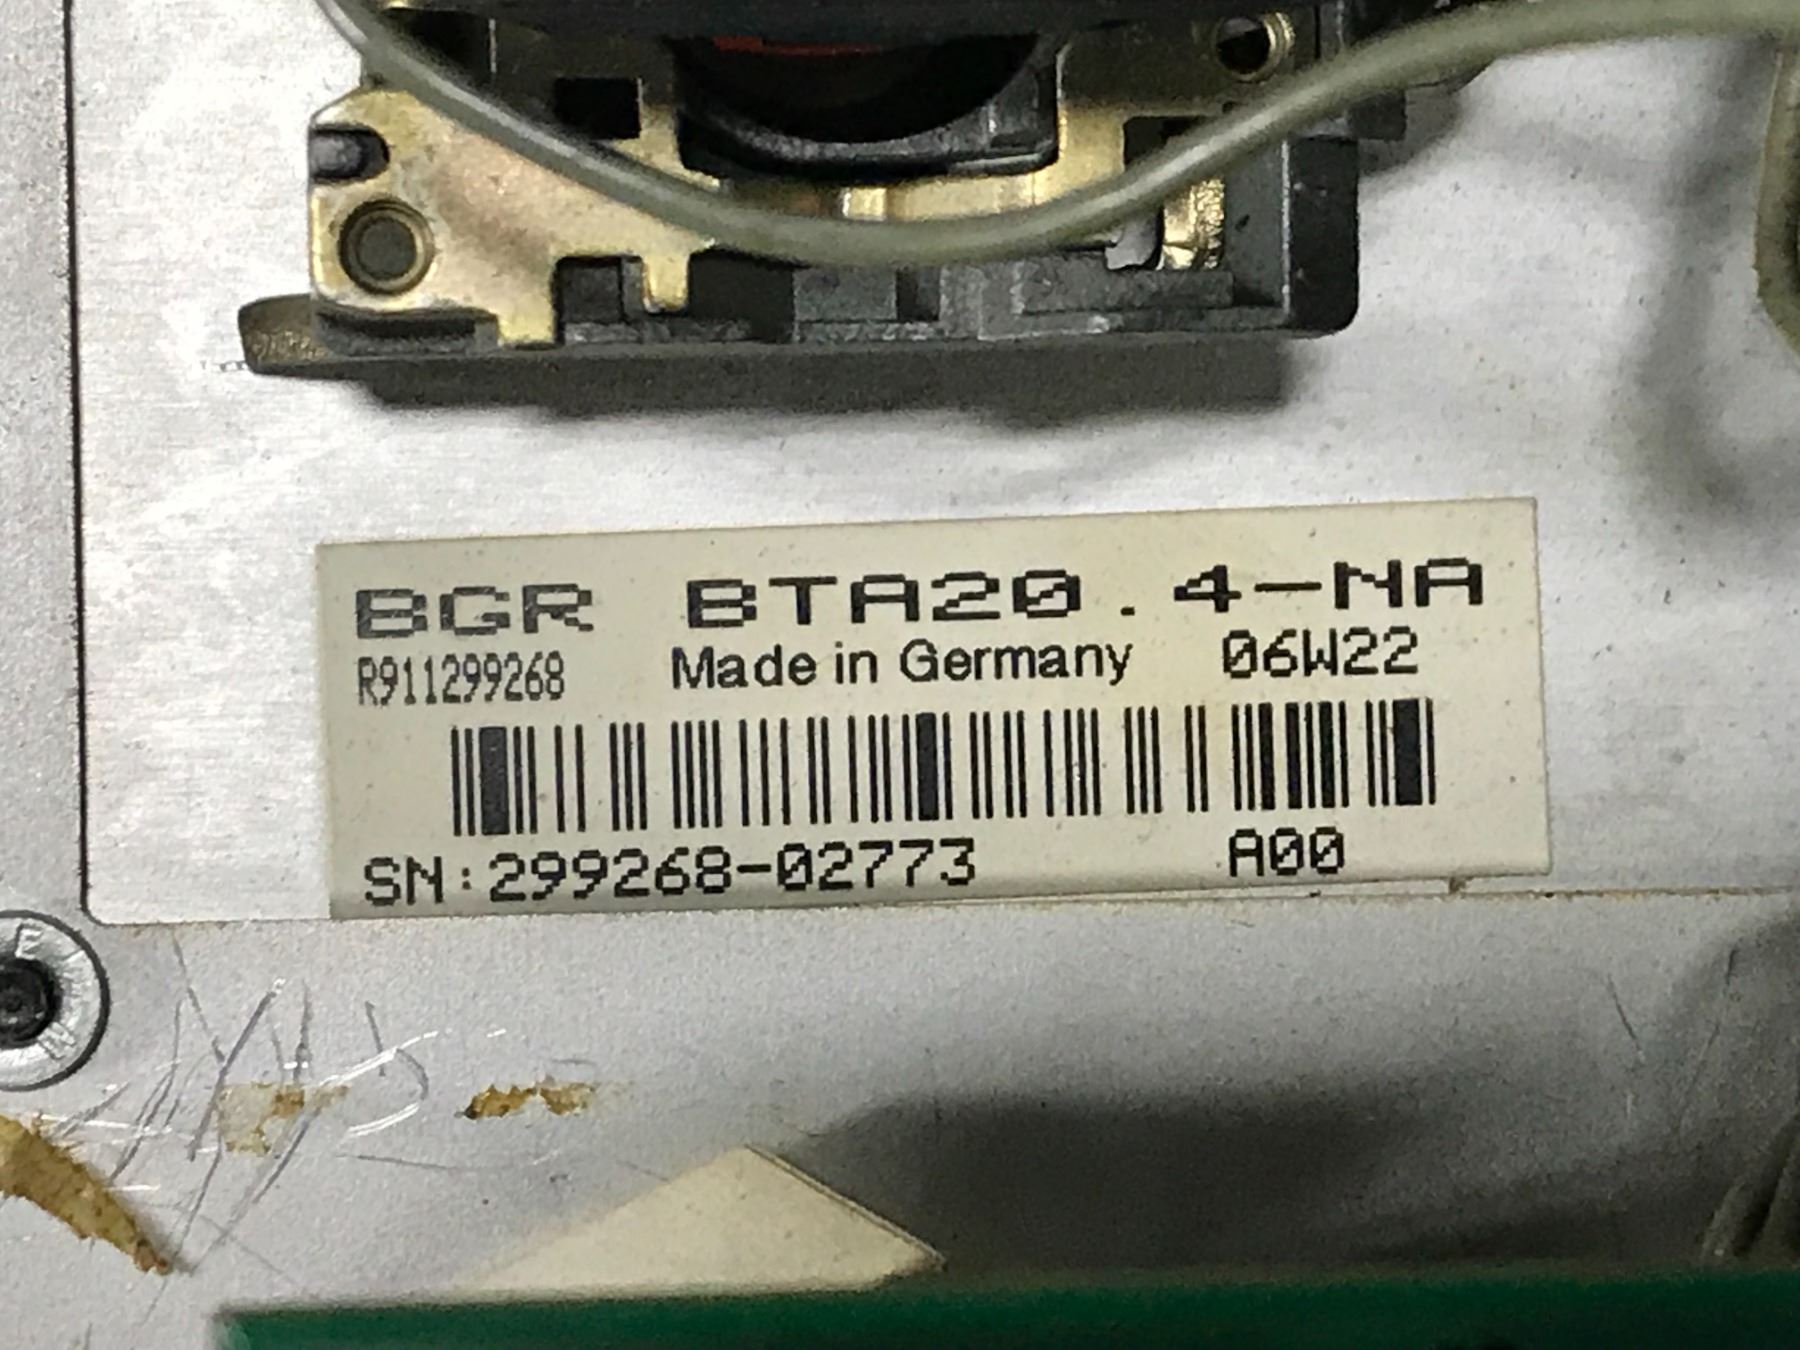 BGR BTA20.4-NA
R911299268 Made in Germany 06W22
SN:299268-02773 A00